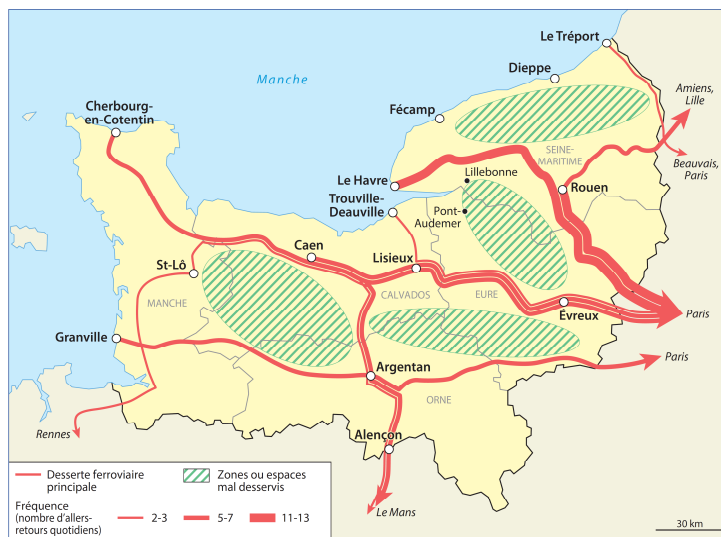 Le Tréport
Dieppe
Manche
Amiens,
Lille
Cherbourg-
en-Cotentin
Fécamp
SEINE-
MARITIME
Beauvais,
Paris
Lillebonne
Le Havre
Rouen
Trouville-
Deauville
Pont-
Audemer
Caen
Lisieux
St-Lô
MANCHE
CALVADOS
EURE
Évreux
Paris
Granville
Paris
Argentan
ORNE
Rennes
Alençon
Le Mans
Desserte ferroviaire
principale
Zones ou espaces
mal desservis
Fréquence
(nombre d'allers-
retours quotidiens)
2-3
5-7
11-13
30 km